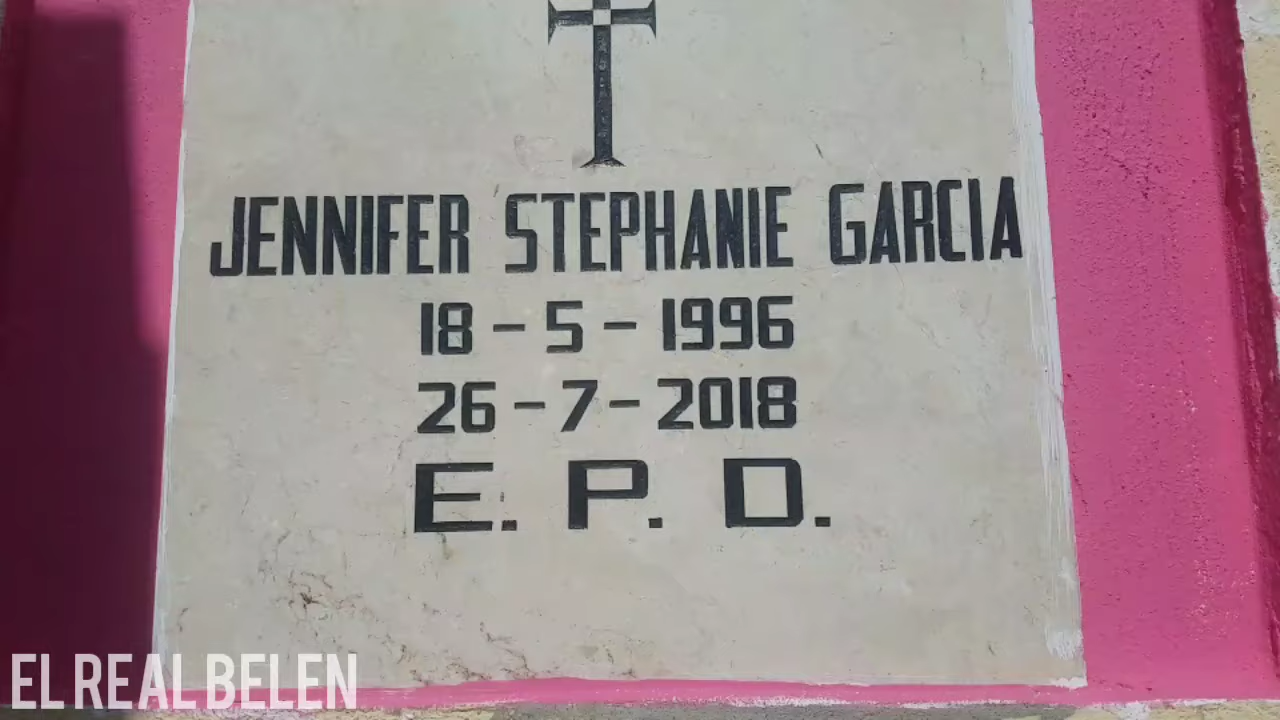 JENNIFER STEPHANIE GARCIA
18 - 5 - 1996
26 - 7 - 2018
E. P. D.
EL REAL BELEN